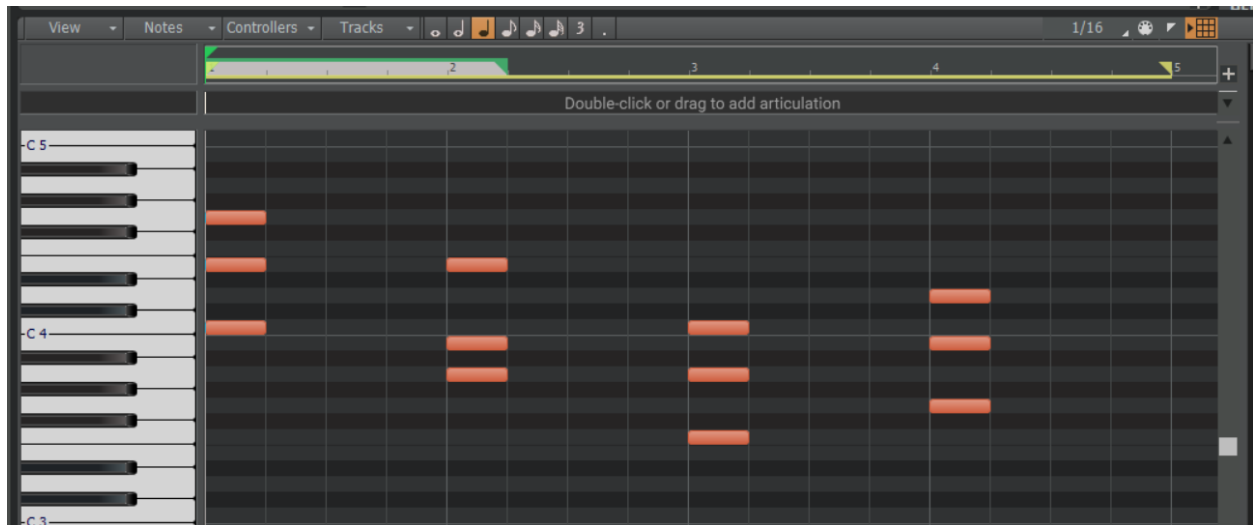 View Notes Controllers Tracks 3 . 1/16
2 3 4 5
Double-click or drag to add articulation
C 5
C 4
C 3